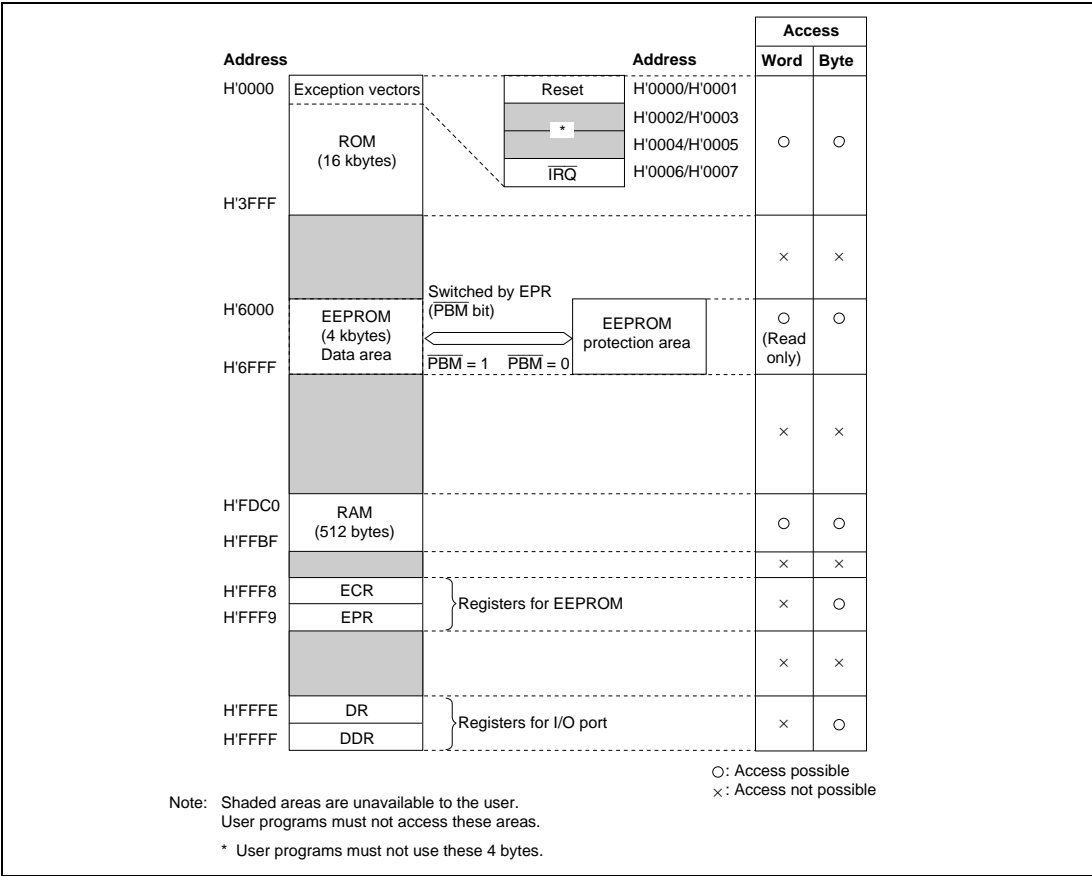 Access
Address Address Word Byte
H'0000 Exception vectors Reset H'0000/H'0001
H'0002/H'0003
*
ROM
(16 kbytes)
H'0004/H'0005
○ ○
IRQ H'0006/H'0007
H'3FFF
× ×
Switched by EPR
(PBM bit)
H'6000
EEPROM
(4 kbytes)
Data area
EEPROM
protection area
○ ○
(Read
only)
H'6FFF
PBM = 1 PBM = 0
× ×
H'FDC0
RAM
(512 bytes)
○ ○
H'FFBF
× ×
H'FFF8 ECR
Registers for EEPROM × ○
H'FFF9 EPR
× ×
H'FFFE DR
Registers for I/O port × ○
H'FFFF DDR
○: Access possible
×: Access not possible
Note: Shaded areas are unavailable to the user.
User programs must not access these areas.
* User programs must not use these 4 bytes.